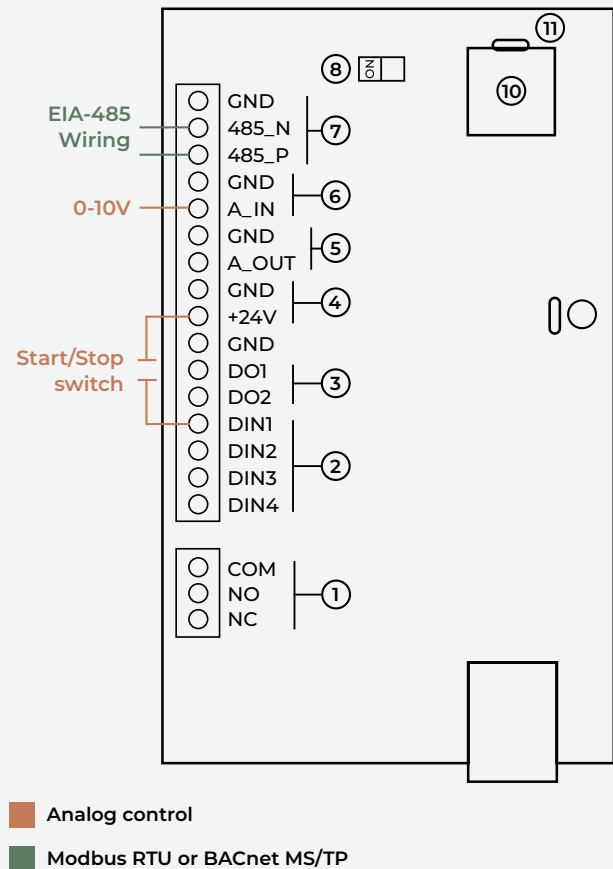 11
8
ON
10
GND
EIA-485
Wiring
485_N
7
485_P
GND
6
0-10V
A_IN
GND
5
A_OUT
GND
4
+24V
GND
Start/Stop
switch
DO1
3
DO2
DIN1
DIN2
2
DIN3
DIN4
COM
NO
1
NC
Analog control
Modbus RTU or BACnet MS/TP